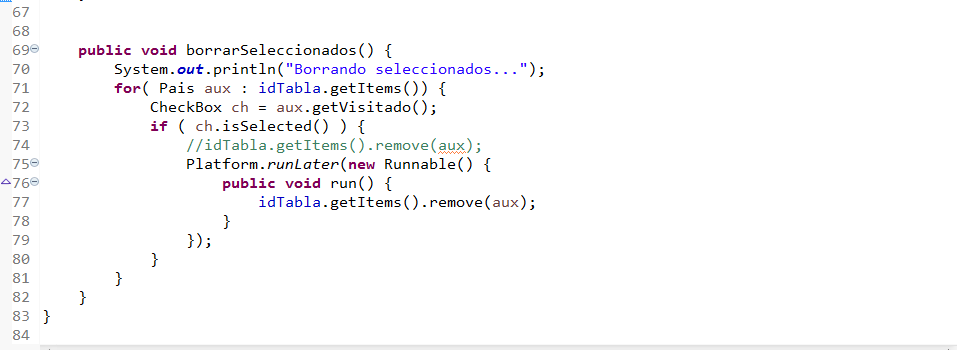 67
68
69 public void borrarSeleccionados() {
70 System.out.println("Borrando seleccionados...");
71 for( Pais aux : idTabla.getItems()) {
72 CheckBox ch = aux.getVisitado();
73 if ( ch.isSelected() ) {
74 //idTabla.getItems().remove(aux);
75 Platform.runLater(new Runnable() {
76 public void run() {
77 idTabla.getItems().remove(aux);
78 }
79 });
80 }
81 }
82 }
83 }
84